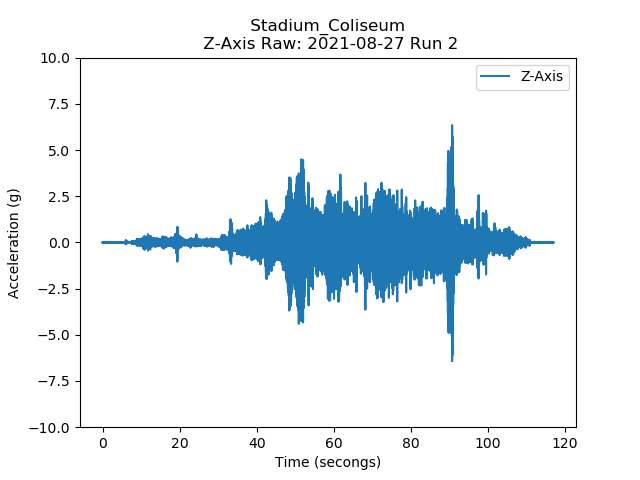 Stadium_Coliseum
Z-Axis Raw: 2021-08-27 Run 2
Z-Axis
10.0
7.5
5.0
2.5
0.0
−2.5
−5.0
−7.5
−10.0
Acceleration (g)
0 20 40 60 80 100 120
Time (secongs)